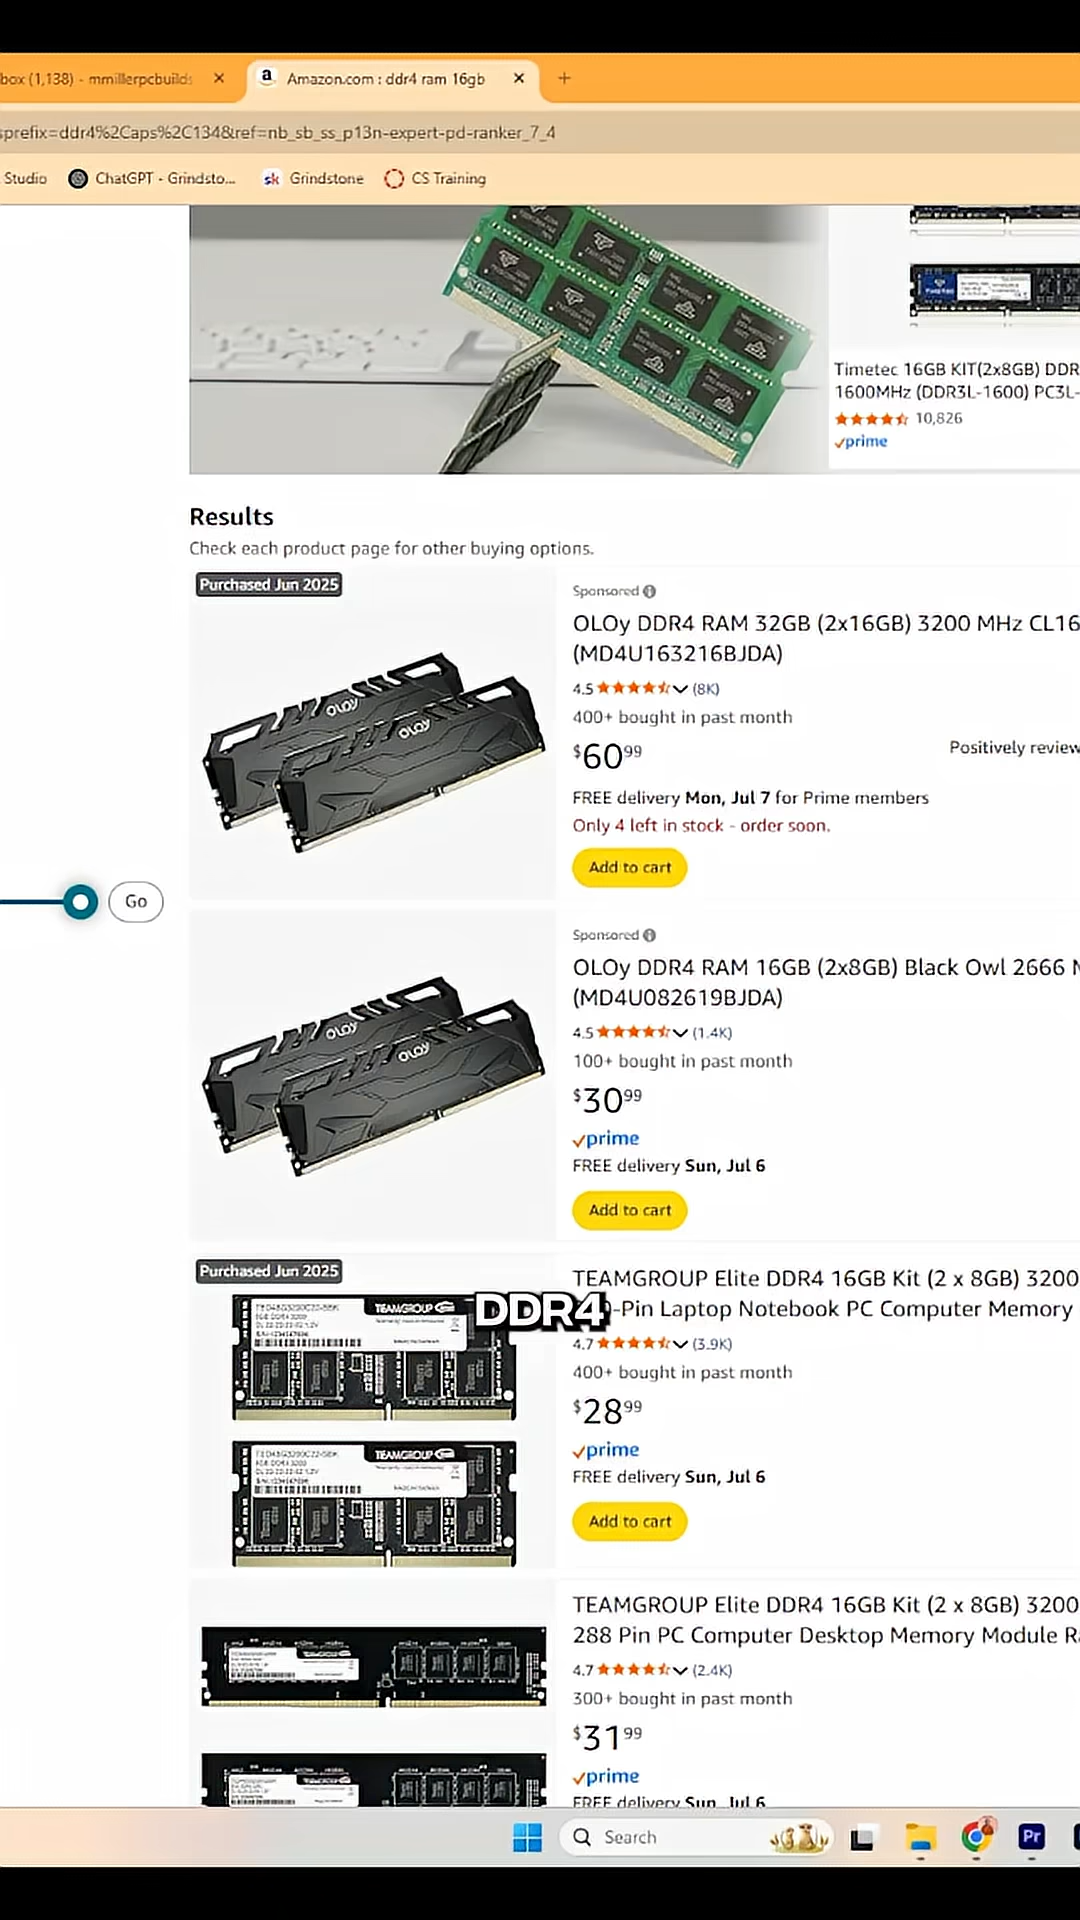 box (1,138) - mmillerpcbuilds
Amazon.com : ddr4 ram 16gb
sprefix=ddr4%2Caps%2C134&ref=nb_sb_ss_p13n-expert-pd-ranker_7_4
Studio
ChatGPT - Grindsto...
sk Grindstone
CS Training
Timetec 16GB KIT(2x8GB) DDR
1600MHz (DDR3L-1600) PC3L-
10,826
prime
Results
Check each product page for other buying options.
Purchased Jun 2025
OLOy
OLOy
Sponsored
OLOy DDR4 RAM 32GB (2x16GB) 3200 MHz CL16
(MD4U163216BJDA)
4.5 (8K)
400+ bought in past month
$60 99
Positively review
FREE delivery Mon, Jul 7 for Prime members
Only 4 left in stock - order soon.
Add to cart
Go
OLOy
OLOy
Sponsored
OLOy DDR4 RAM 16GB (2x8GB) Black Owl 2666 M
(MD4U082619BJDA)
4.5 (1.4K)
100+ bought in past month
$30 99
prime
FREE delivery Sun, Jul 6
Add to cart
Purchased Jun 2025
TEAMGROUP
TEAMGROUP
TEAMGROUP Elite DDR4 16GB Kit (2 x 8GB) 3200
DDR4
-Pin Laptop Notebook PC Computer Memory
4.7 (3.9K)
400+ bought in past month
$28 99
prime
FREE delivery Sun, Jul 6
Add to cart
TEAMGROUP Elite DDR4 16GB Kit (2 x 8GB) 3200
288 Pin PC Computer Desktop Memory Module Ra
4.7 (2.4K)
300+ bought in past month
$31 99
prime
FREE delivery Sun, Jul 6
Search
Pr